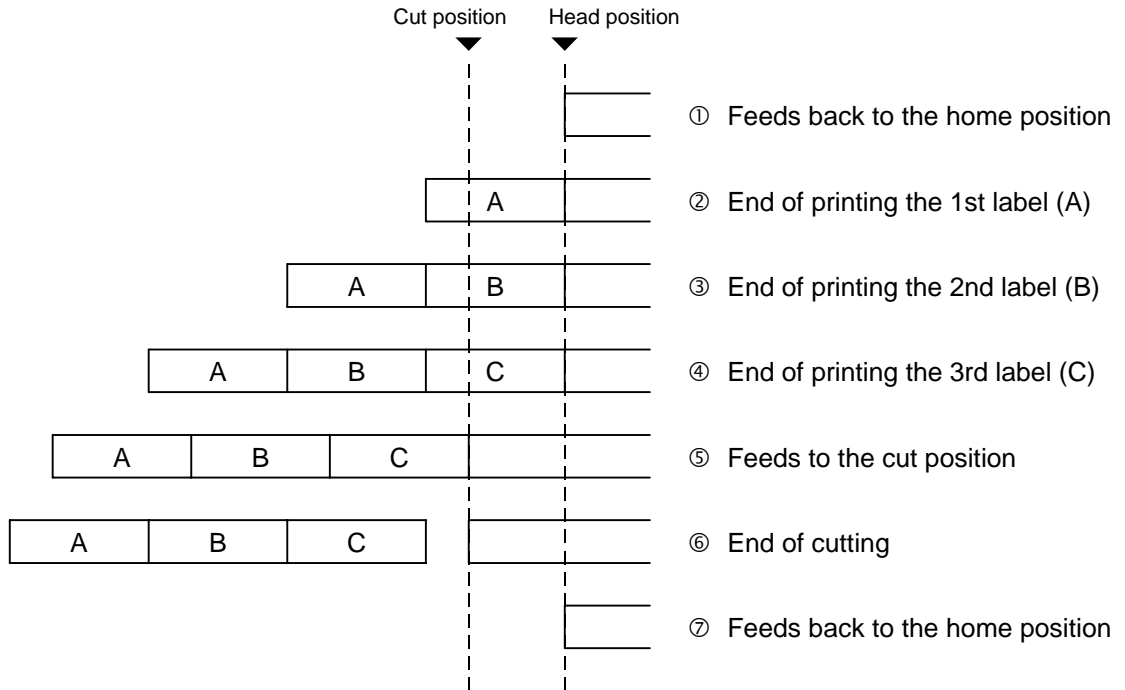 Cut position Head position
① Feeds back to the home position
A ② End of printing the 1st label (A)
A B ③ End of printing the 2nd label (B)
A B C ④ End of printing the 3rd label (C)
A B C ⑤ Feeds to the cut position
A B C ⑥ End of cutting
⑦ Feeds back to the home position